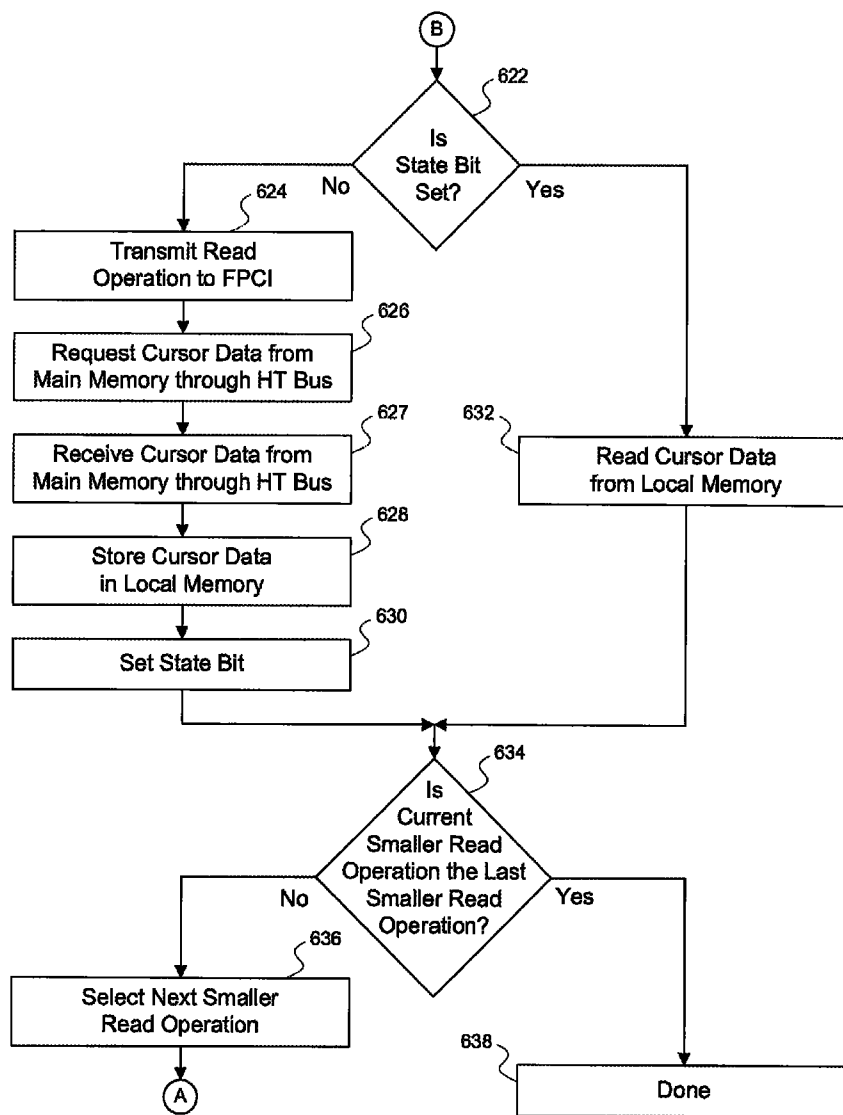 B
622
Is
State Bit
Set?
No
Yes
624
Transmit Read
Operation to FPCI
626
Request Cursor Data from
Main Memory through HT Bus
627
Receive Cursor Data from
Main Memory through HT Bus
632
Read Cursor Data
from Local Memory
628
Store Cursor Data
in Local Memory
630
Set State Bit
634
Is
Current
Smaller Read
Operation the Last
Smaller Read
Operation?
No
Yes
636
Select Next Smaller
Read Operation
638
Done
A